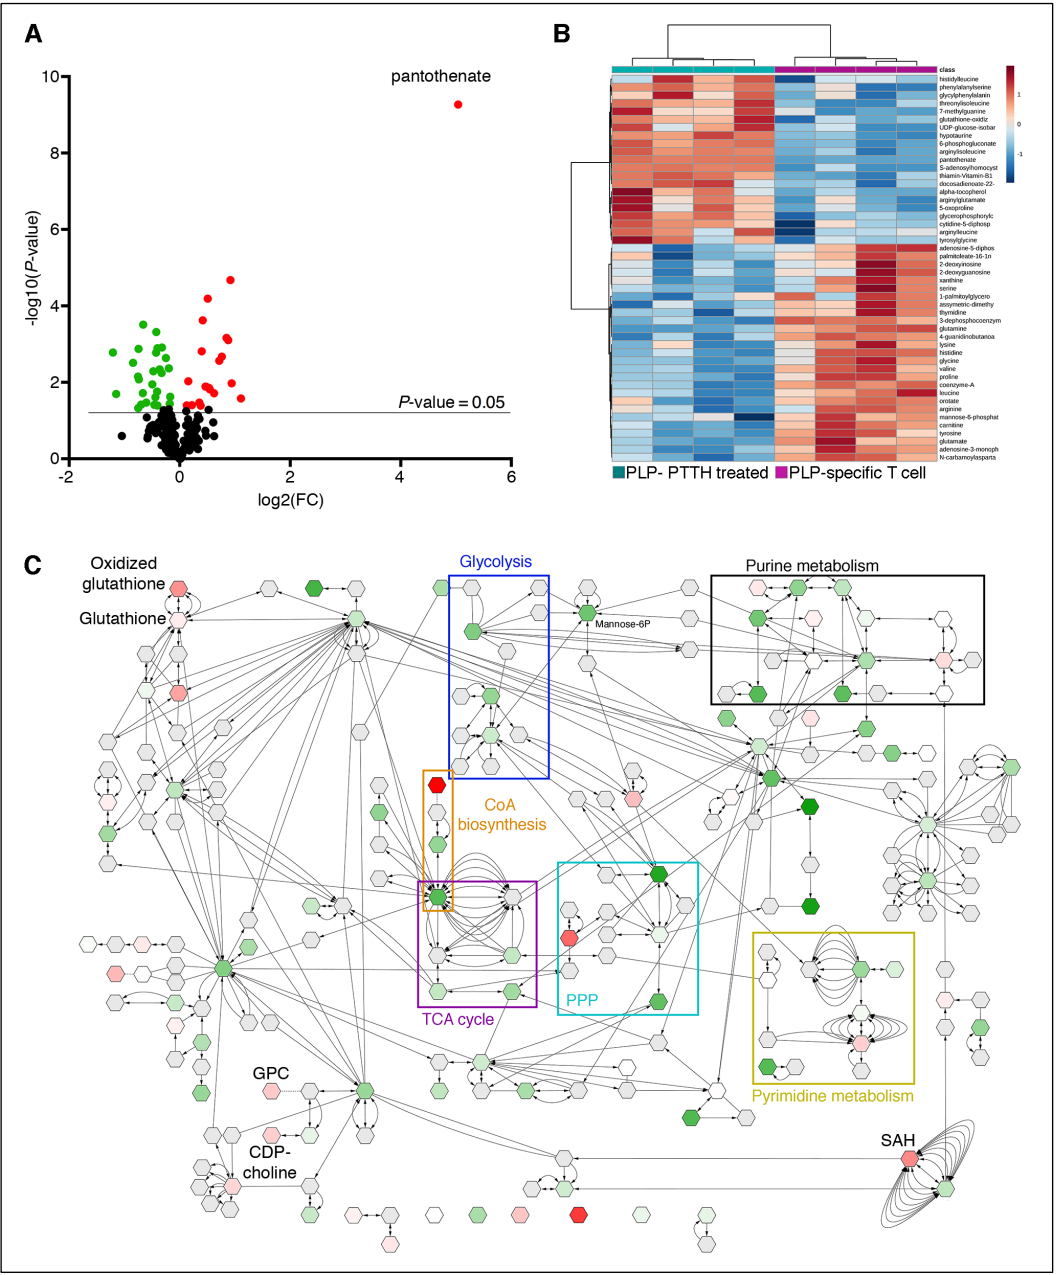 A
pantothenate
10
8
6
4
2
0
-log10(P-value)
P-value = 0.05
-2
0
2
4
6
log2(FC)
B
class
histidylleucine
phenylalanylserine
glycylphenylalanin
threonylisoleucine
7-methylguanine
glutathione-oxidiz
UDP-glucose-isobar
hypotaurine
6-phosphogluconate
arginylisoleucine
pantothenate
S-adenosylhomocyst
thiamin-Vitamin-B1
docosadienoate-22-
alpha-tocopherol
arginylglutamate
5-oxoproline
glycerophosphorylc
cytidine-5-diphosp
arginylleucine
tyrosylglycine
adenosine-5-diphos
palmitoleate-16-1n
2-deoxyinosine
2-deoxyguanosine
xanthine
serine
1-palmitoylglycero
assymetric-dimethy
thymidine
3-dephosphocoenzym
glutamine
4-guanidinobutanoa
lysine
histidine
glycine
valine
proline
coenzyme-A
leucine
orotate
arginine
mannose-6-phosphat
carnitine
tyrosine
glutamate
adenosine-3-monoph
N-carbamoylasparta
1
0
-1
PLP- PTTH treated
PLP-specific T cell
C
Oxidized
glutathione
Glutathione
Glycolysis
Mannose-6P
Purine metabolism
CoA
biosynthesis
PPP
TCA cycle
Pyrimidine metabolism
GPC
CDP-
choline
SAH